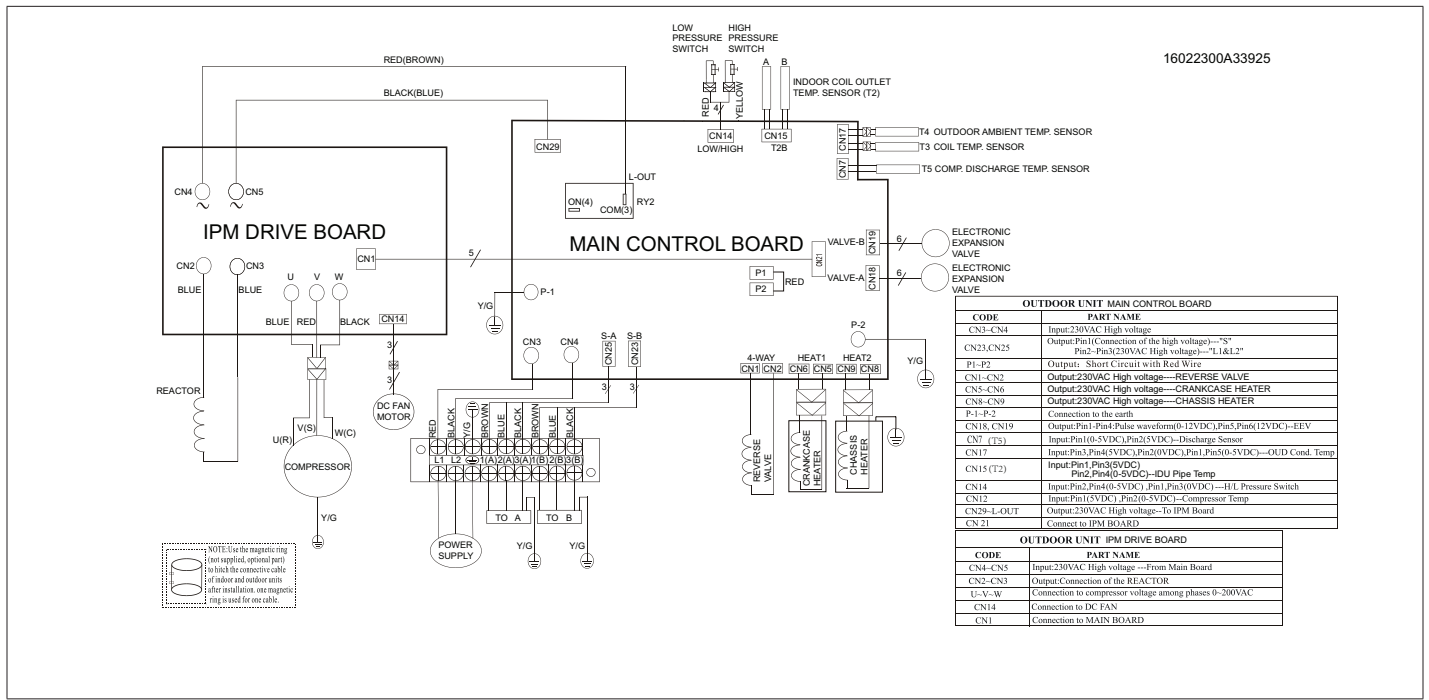 16022300A33925
LOW
PRESSURE
SWITCH
HIGH
PRESSURE
SWITCH
RED(BROWN)
BLACK(BLUE)
A B
INDOOR COIL OUTLET
TEMP. SENSOR (T2)
RED
4
YELLOW
CN14
LOW/HIGH
CN15
T2B
CN17
T4 OUTDOOR AMBIENT TEMP. SENSOR
T3 COIL TEMP. SENSOR
CN7
T5 COMP. DISCHARGE TEMP. SENSOR
CN29
L-OUT
ON(4)
COM(3)
RY2
CN4
CN5
IPM DRIVE BOARD
MAIN CONTROL BOARD
CN1
5
CN21
VALVE-B
CN19
6
ELECTRONIC
EXPANSION
VALVE
VALVE-A
CN18
6
ELECTRONIC
EXPANSION
VALVE
CN2
BLUE
CN3
BLUE
U V W
BLUE RED BLACK
CN14
3
3
DC FAN
MOTOR
P1
P2
RED
P-1
Y/G
P-2
Y/G
CN3
CN4
S-A
CN25
3
S-B
CN23
3
4-WAY
CN1 CN2
HEAT1
CN6 CN5
HEAT2
CN9 CN8
REACTOR
V(S)
U(R)
W(C)
COMPRESSOR
Y/G
RED
BLACK
Y/G
BROWN
BLUE
BLACK
BROWN
BLUE
BLACK
L1 L2 1(A) 2(A) 3(A) 1(B) 2(B) 3(B)
TO A
TO B
POWER
SUPPLY
Y/G
Y/G
REVERSE
VALVE
CRANKCASE
HEATER
CHASSIS
HEATER
NOTE:Use the magnetic ring
(not supplied, optional part)
to hitch the connective cable
of indoor and outdoor units
after installation. one magnetic
ring is used for one cable.
OUTDOOR UNIT MAIN CONTROL BOARD
CODE PART NAME
CN3~CN4 Input:230VAC High voltage
CN23,CN25 Output:Pin1(Connection of the high voltage)---"S"
Pin2~Pin3(230VAC High voltage)---"L1&L2"
P1~P2 Output: Short Circuit with Red Wire
CN1~CN2 Output:230VAC High voltage----REVERSE VALVE
CN5~CN6 Output:230VAC High voltage----CRANKCASE HEATER
CN8~CN9 Output:230VAC High voltage----CHASSIS HEATER
P-1~P-2 Connection to the earth
CN18, CN19 Output:Pin1-Pin4:Pulse waveform(0-12VDC),Pin5,Pin6(12VDC)--EEV
CN7 (T5) Input:Pin1(0-5VDC),Pin2(5VDC)--Discharge Sensor
CN17 Input:Pin3,Pin4(5VDC),Pin2(0VDC),Pin1,Pin5(0-5VDC)---OUD Cond. Temp
CN15 (T2) Input:Pin1,Pin3(5VDC)
Pin2,Pin4(0-5VDC)--IDU Pipe Temp
CN14 Input:Pin2,Pin4(0-5VDC) ,Pin1,Pin3(0VDC) ---H/L Pressure Switch
CN12 Input:Pin1(5VDC) ,Pin2(0-5VDC)--Compressor Temp
CN29~L-OUT Output:230VAC High voltage--To IPM Board
CN 21 Connect to IPM BOARD
OUTDOOR UNIT IPM DRIVE BOARD
CODE PART NAME
CN4~CN5 Input:230VAC High voltage ---From Main Board
CN2~CN3 Output:Connection of the REACTOR
U~V~W Connection to compressor voltage among phases 0~200VAC
CN14 Connection to DC FAN
CN1 Connection to MAIN BOARD